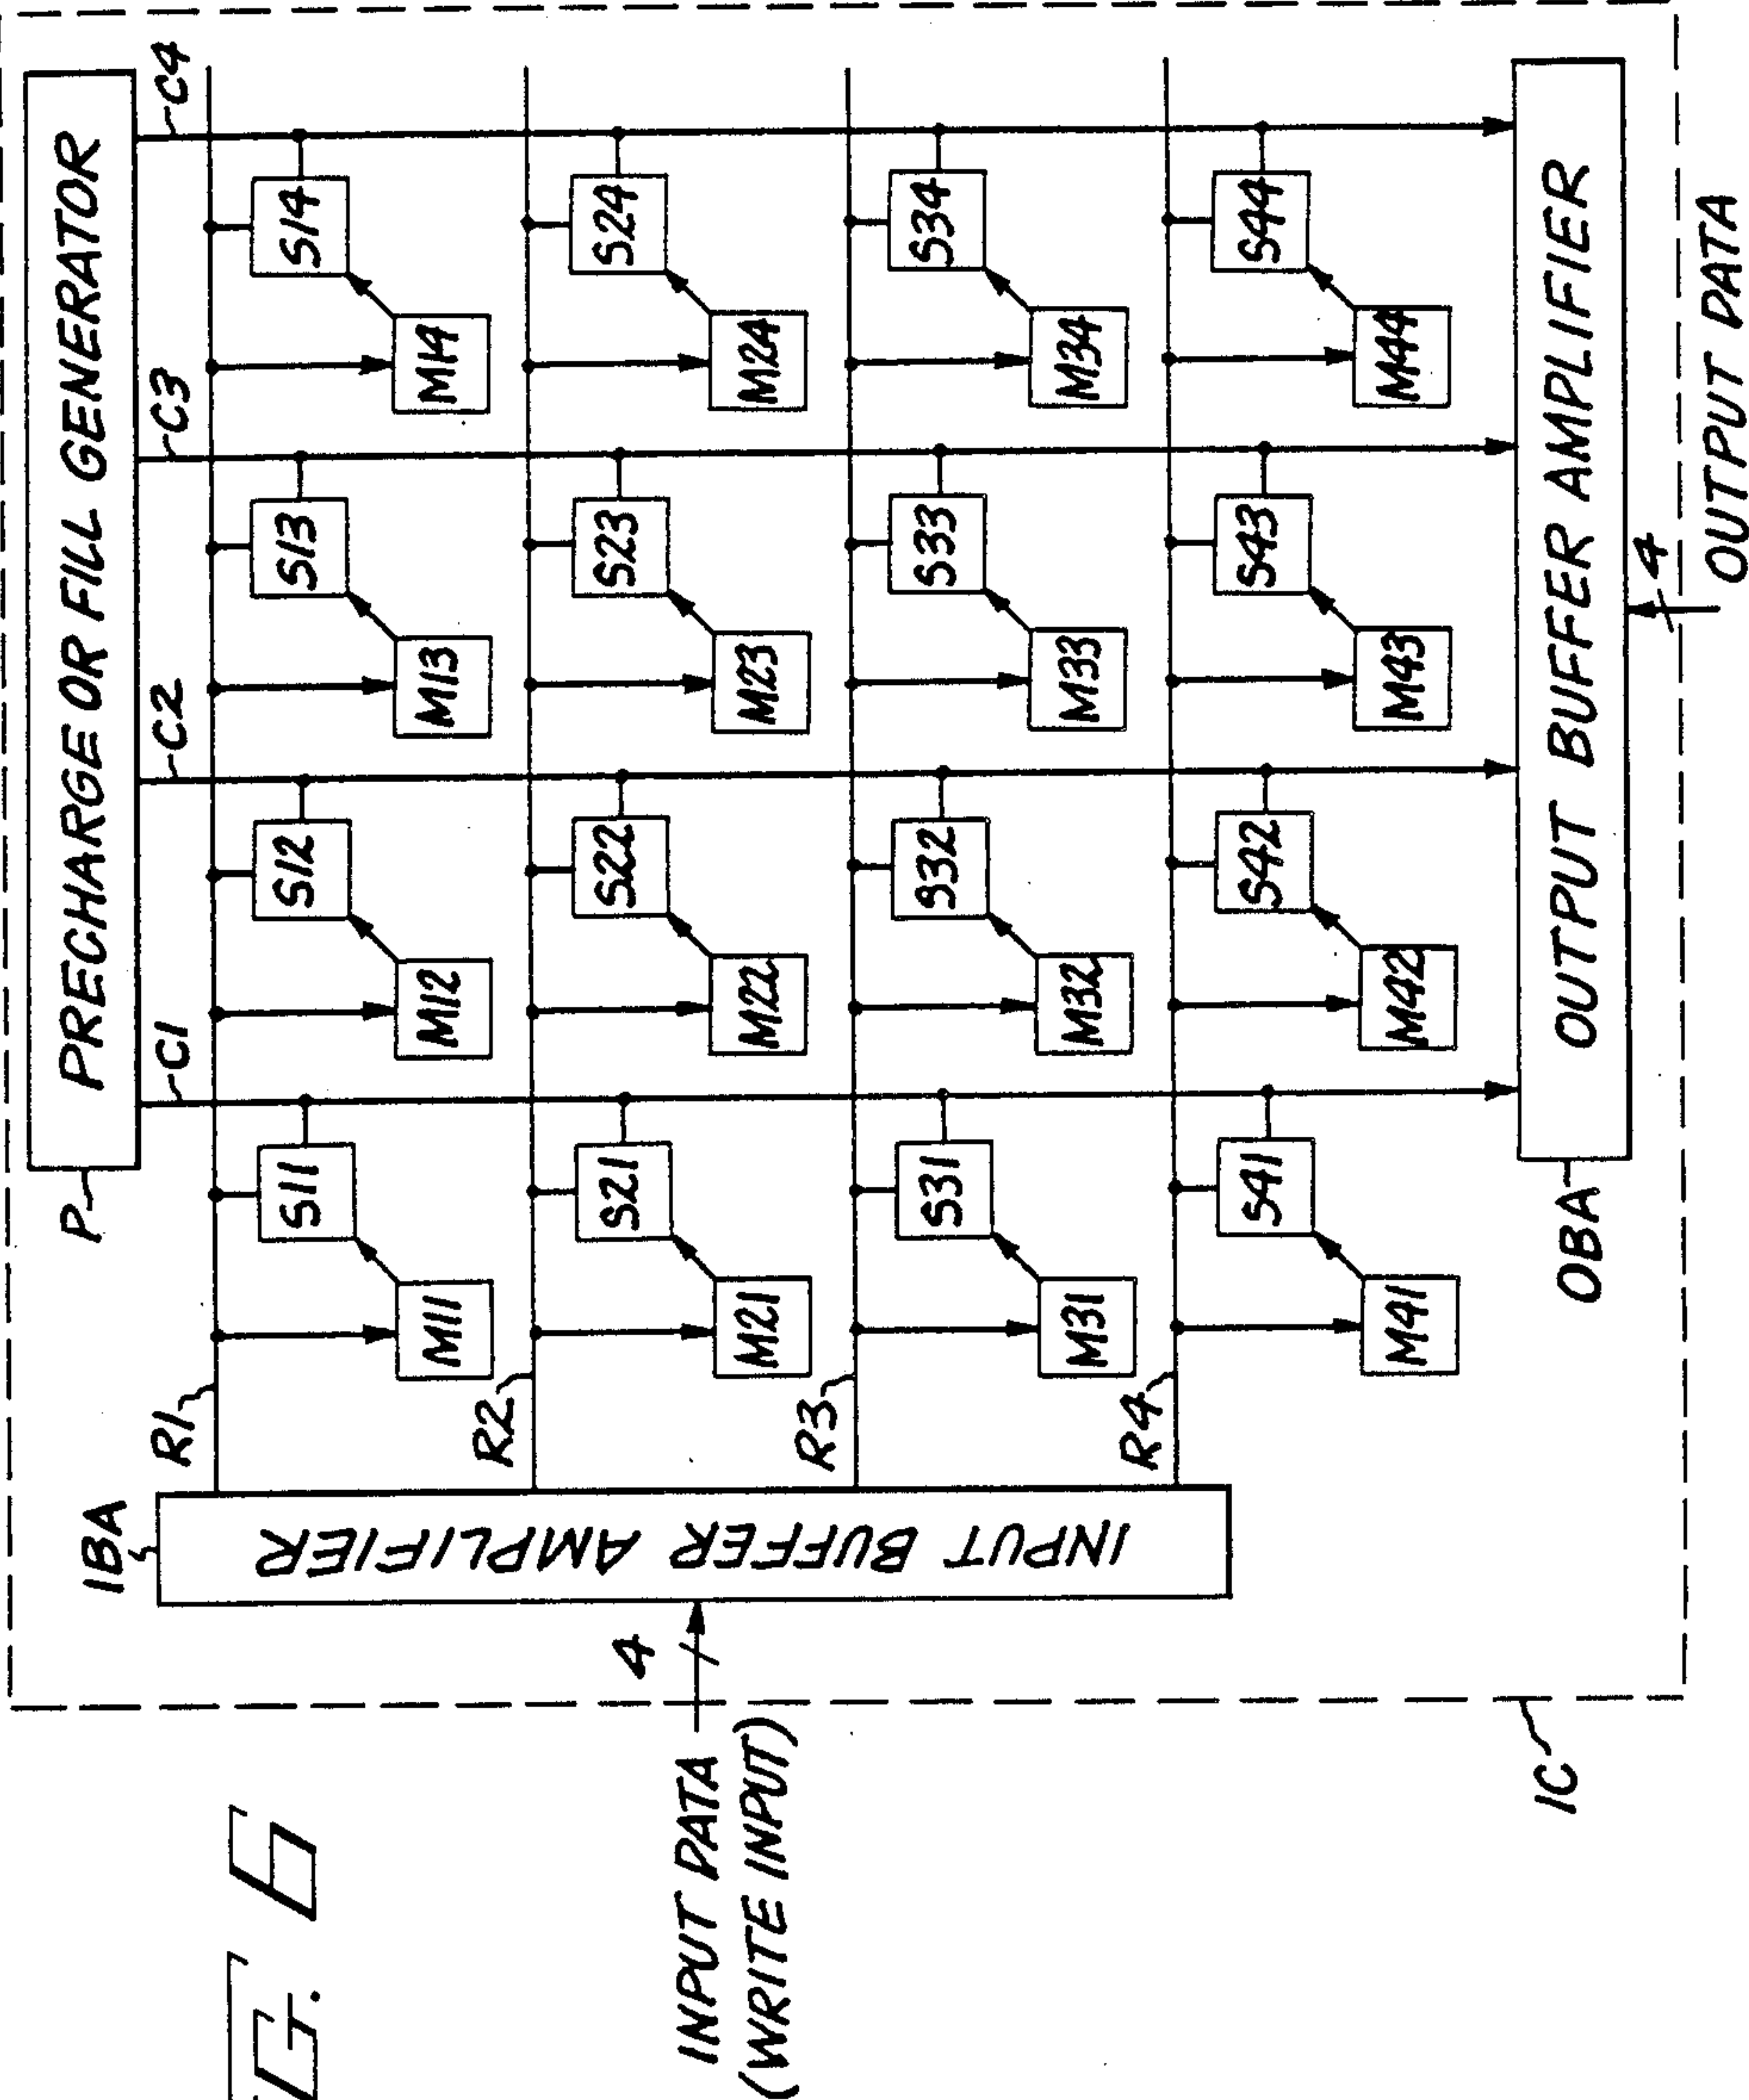 PRECHARGE OR FILL GENERATOR
P
C1
C2
C3
C4
IBA
R1
S11
S12
S13
S14
M11
M12
M13
M14
INPUT BUFFER AMPLIFIER
R2
S21
S22
S23
S24
M21
M22
M23
M24
4
INPUT DATA
(WRITE INPUT)
R3
S31
S32
S33
S34
M31
M32
M33
M34
R4
S41
S42
S43
S44
M41
M42
M43
M44
OUTPUT BUFFER AMPLIFIER
OBA
4
OUTPUT DATA
IC
G. 6